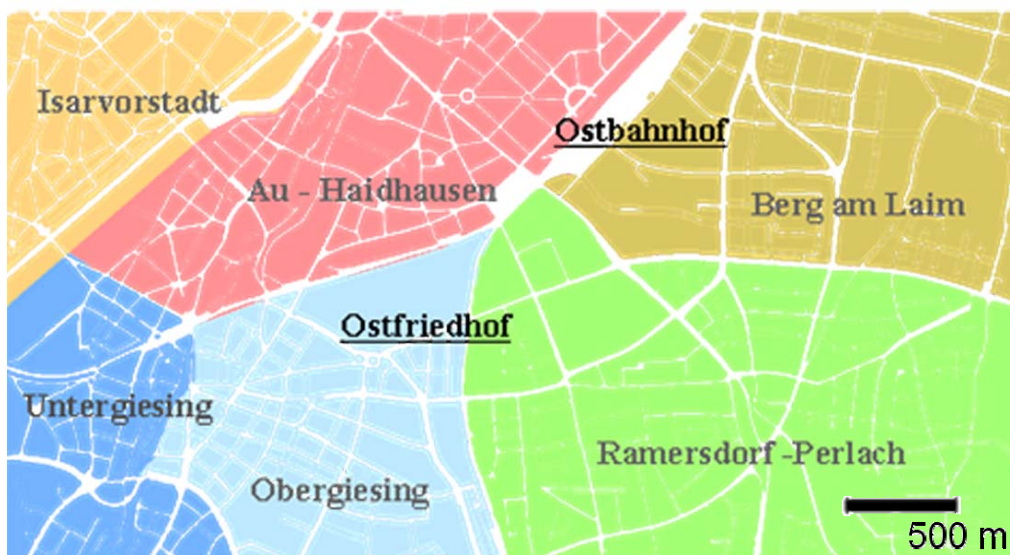 Isarvorstadt
Ostbahnhof
Au - Haidhausen
Berg am Laim
Ostfriedhof
Untergiesing
Ramersdorf -Perlach
Obergiesing
500 m